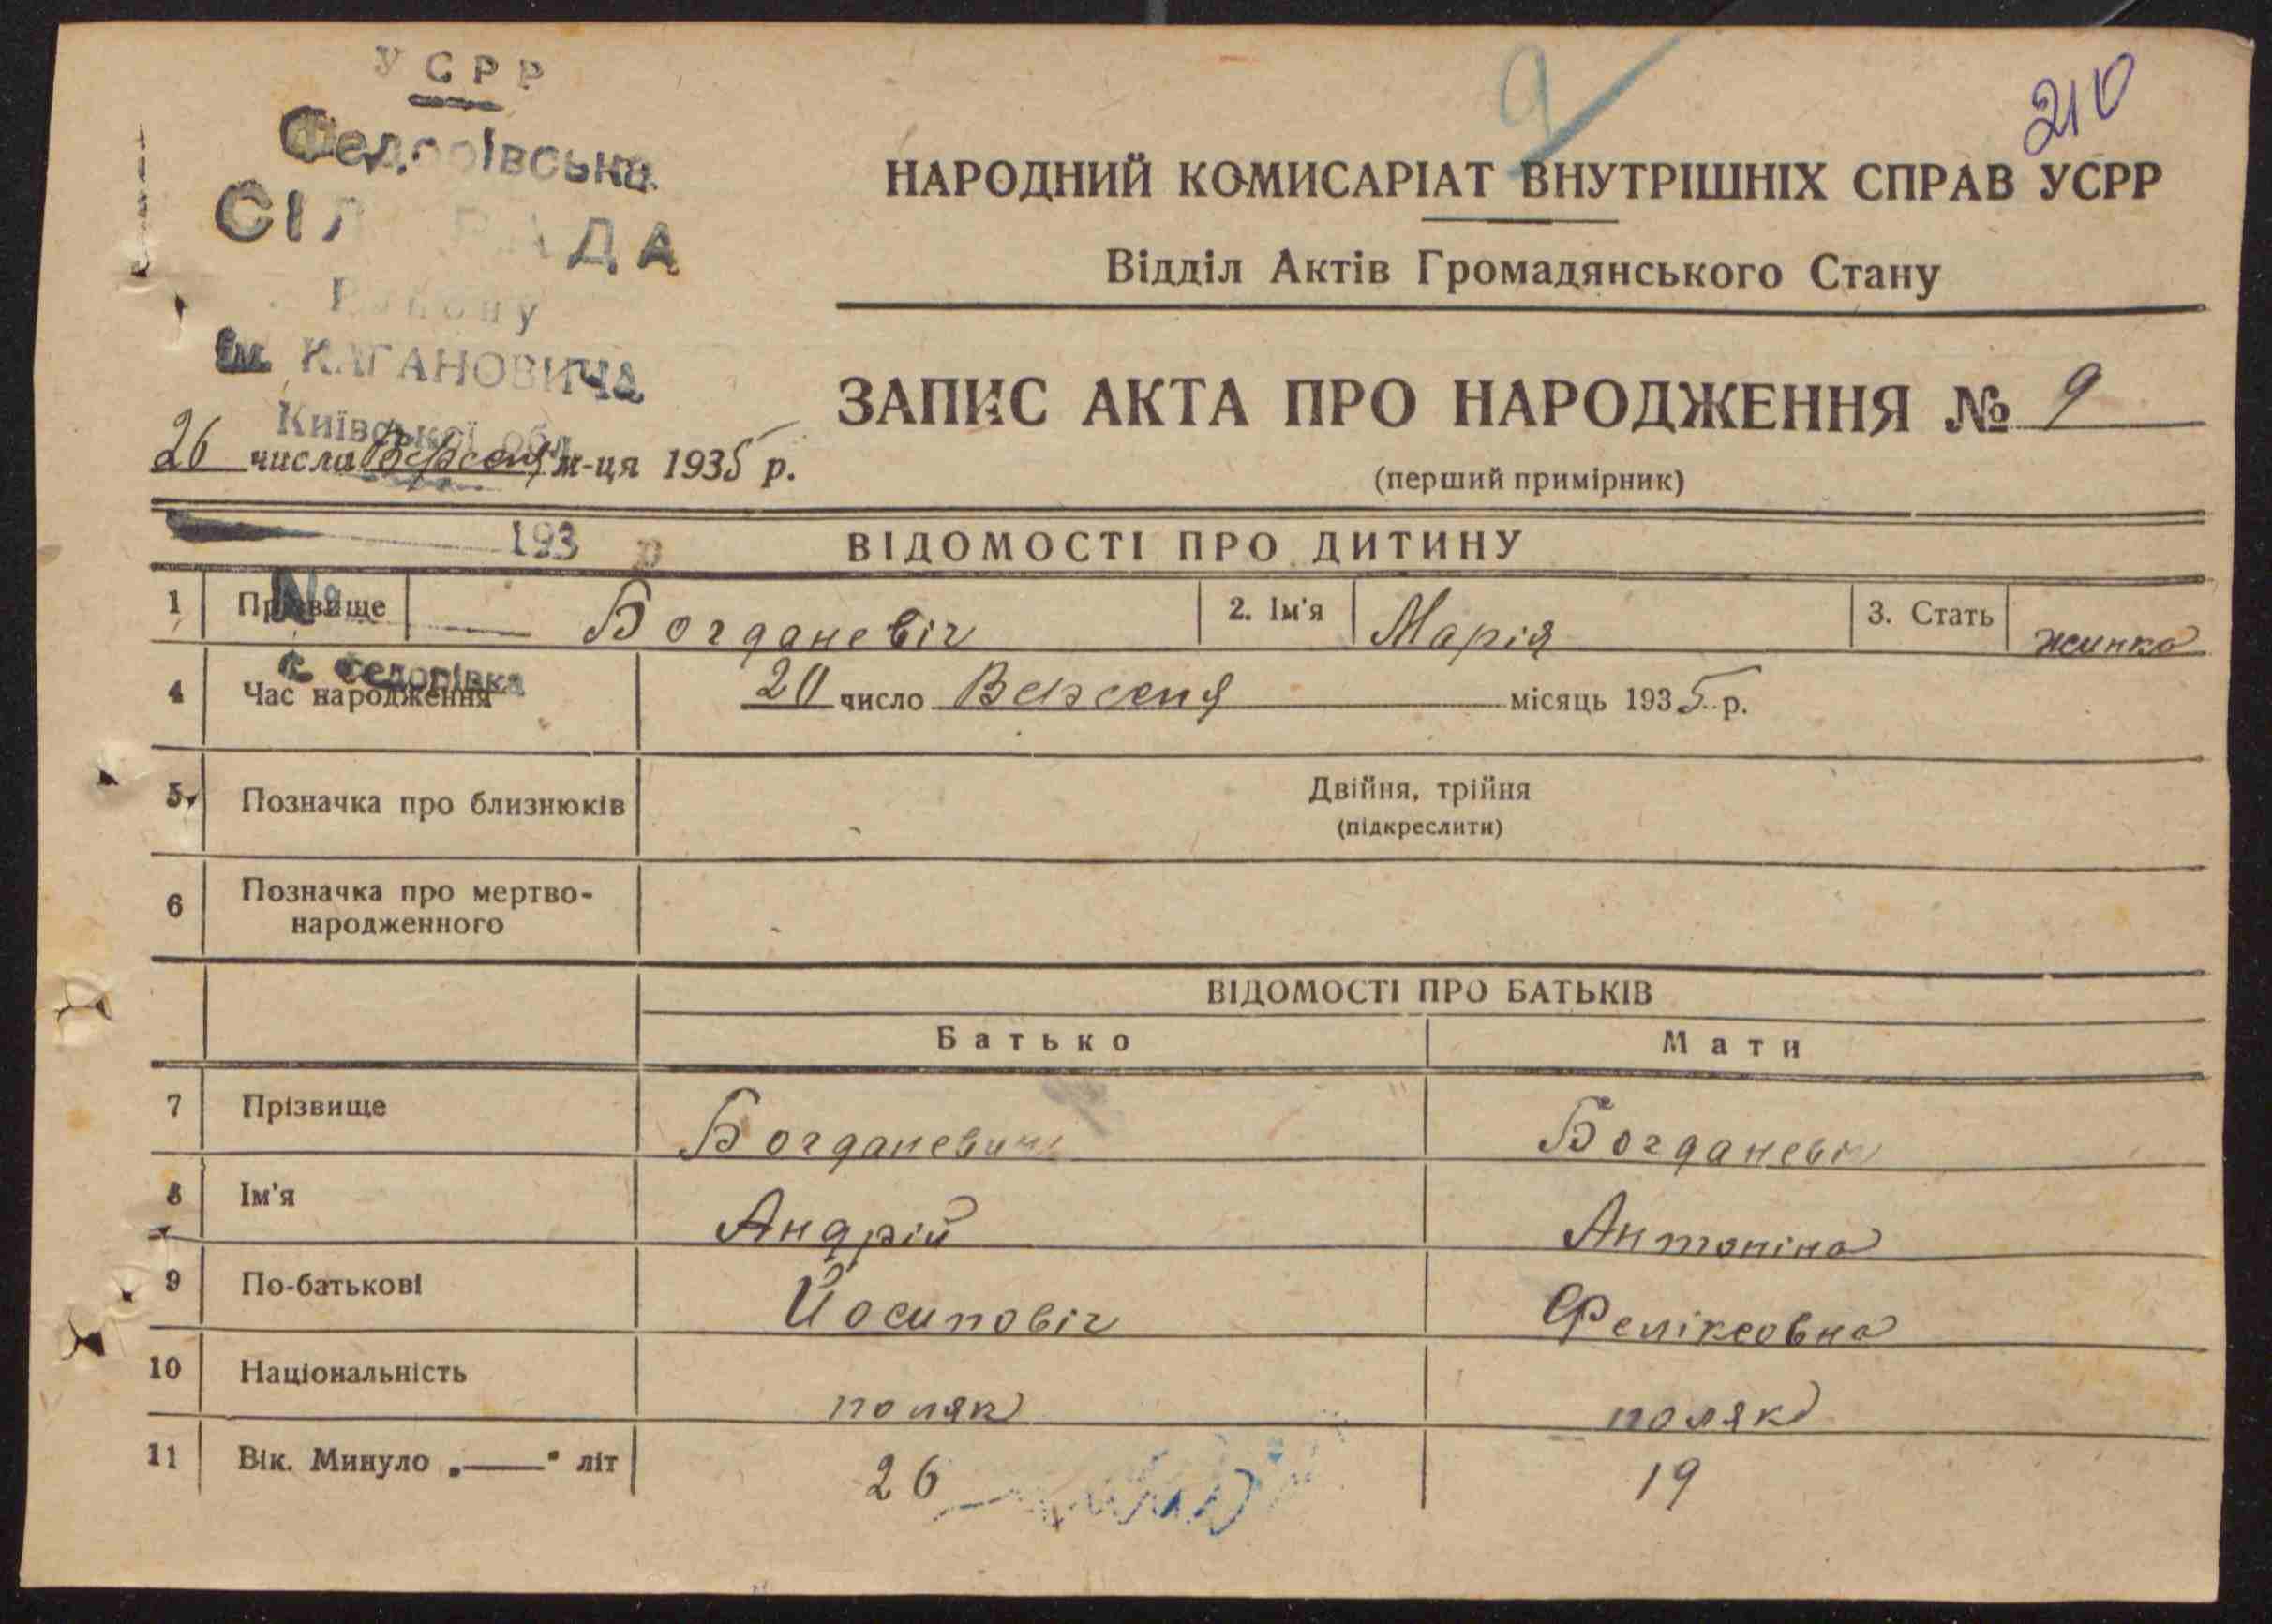 УСРР
Федорівська
СІЛ РАДА
Району
ім. КАГАНОВИЧА
Київської обл.
9
210
НАРОДНИЙ КОМИСАРІАТ ВНУТРІШНІХ СПРАВ УСРР
Відділ Актів Громадянського Стану
ЗАПИС АКТА ПРО НАРОДЖЕННЯ № 9
(перший примірник)
26 числа Вересня м-ця 1935 р.
193 р
ВІДОМОСТІ ПРО ДИТИНУ
№
1 Прізвище Богданевіч 2. Ім'я Марія 3. Стать жинка
с. Федорівка
4 Час народження 20 число Вересня місяць 1935 р.
5 Позначка про близнюків Двійня, трійня
(підкреслити)
6 Позначка про мертво-
народженного
ВІДОМОСТІ ПРО БАТЬКІВ
Батько Мати
7 Прізвище Богданевич Богданевіч
8 Ім'я Андрій Антоніна
9 По-батькові Йосиповіч Феліксовна
10 Національність поляк поляк
11 Вік. Минуло „—" літ 26 19